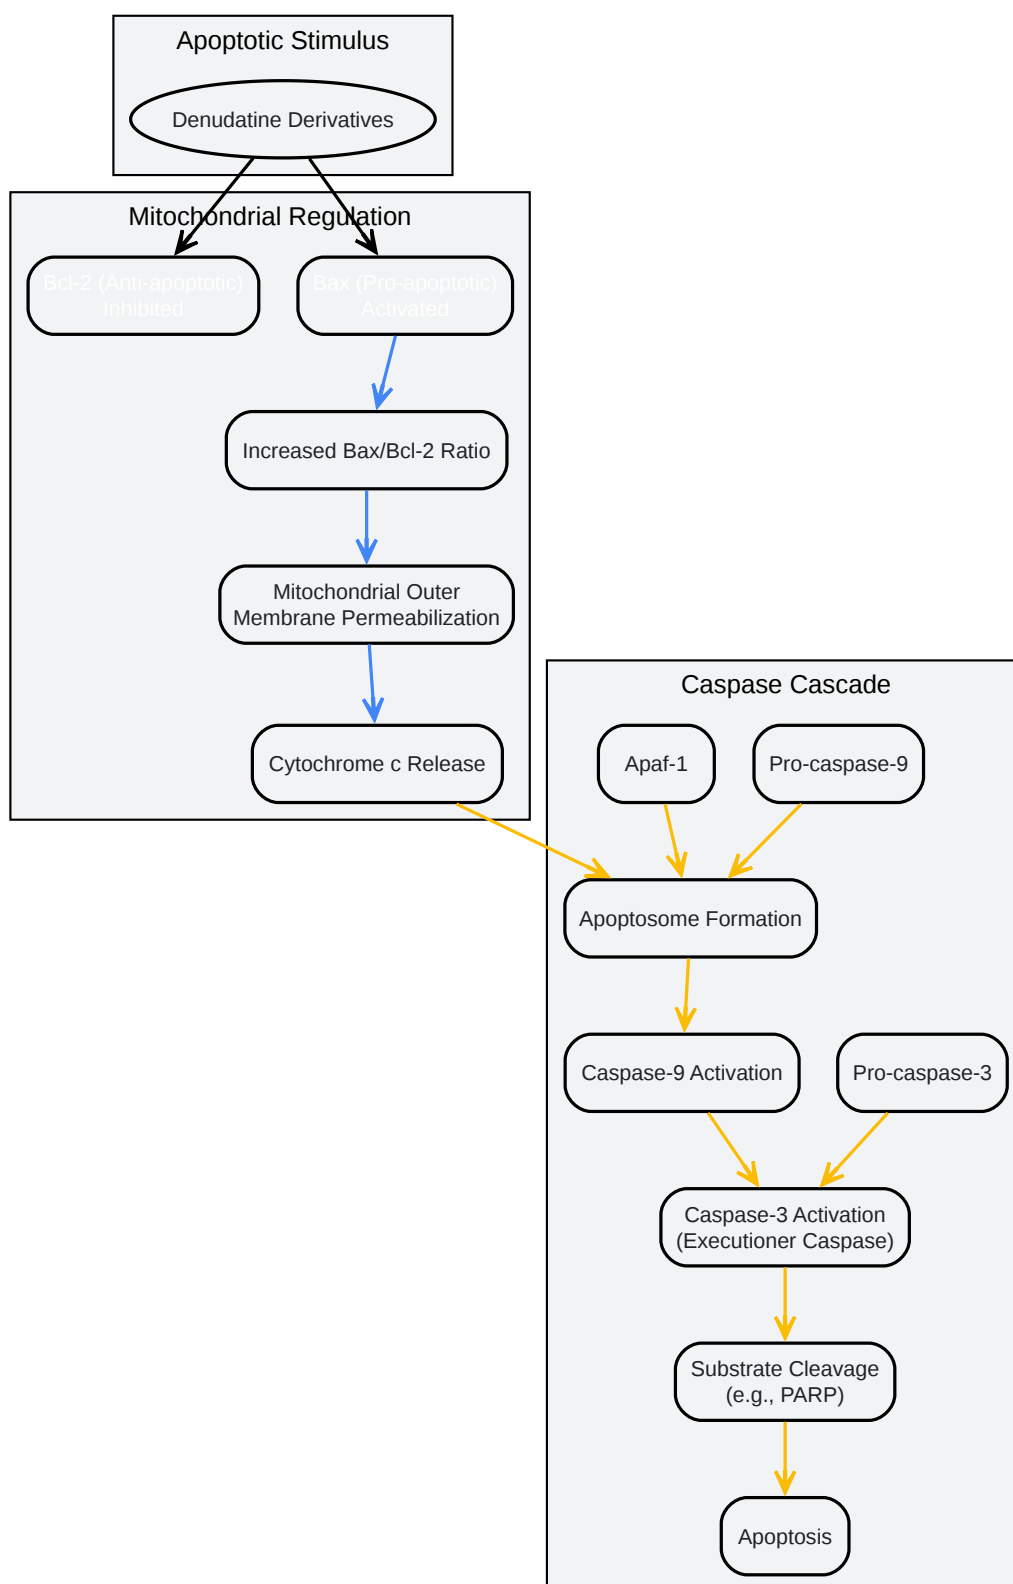 Apoptotic Stimulus
Denudatine Derivatives
Mitochondrial Regulation
Bcl-2 (Anti-apoptotic)
Inhibited
Bax (Pro-apoptotic)
Activated
Increased Bax/Bcl-2 Ratio
Mitochondrial Outer
Membrane Permeabilization
Cytochrome c Release
Caspase Cascade
Apaf-1
Pro-caspase-9
Apoptosome Formation
Caspase-9 Activation
Pro-caspase-3
Caspase-3 Activation
(Executioner Caspase)
Substrate Cleavage
(e.g., PARP)
Apoptosis